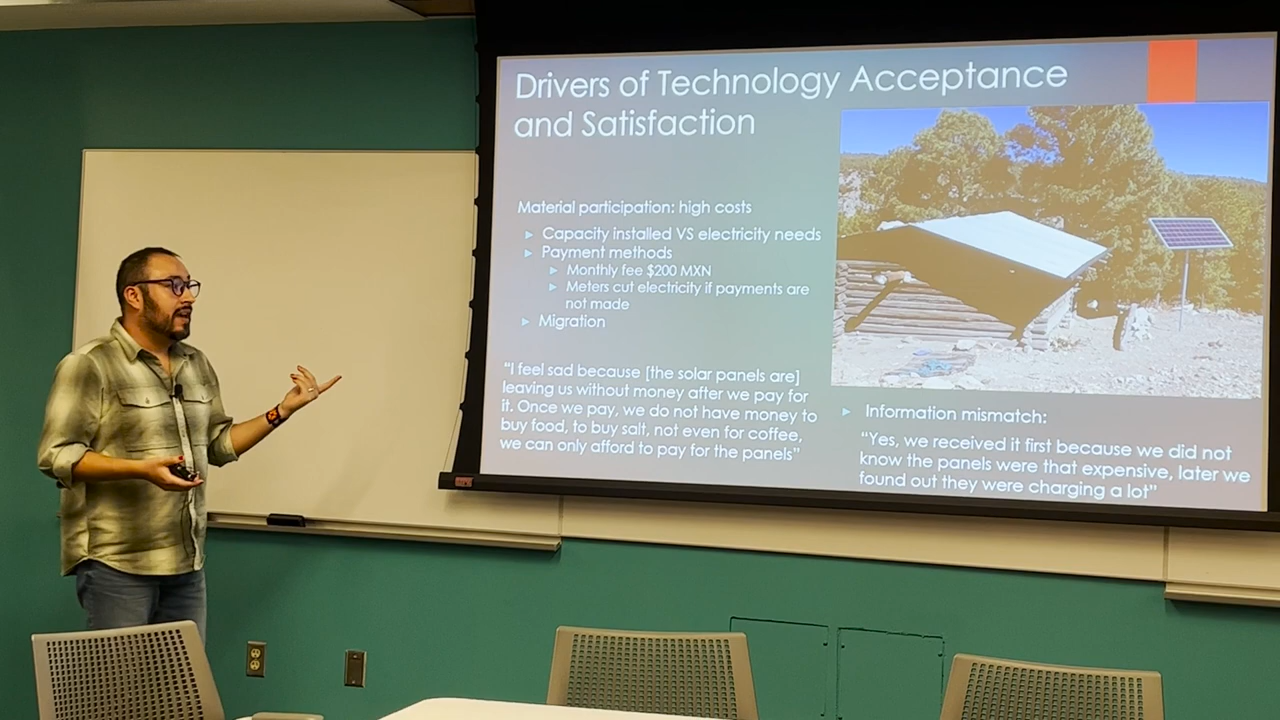 Drivers of Technology Acceptance
and Satisfaction
Material participation: high costs
Capacity installed VS electricity needs
Payment methods
Monthly fee $200 MXN
Meters cut electricity if payments are
not made
Migration
“I feel sad because [the solar panels are]
leaving us without money after we pay for
it. Once we pay, we do not have money to
buy food, to buy salt, not even for coffee,
we can only afford to pay for the panels”
Information mismatch:
“Yes, we received it first because we did not
know the panels were that expensive, later we
found out they were charging a lot”